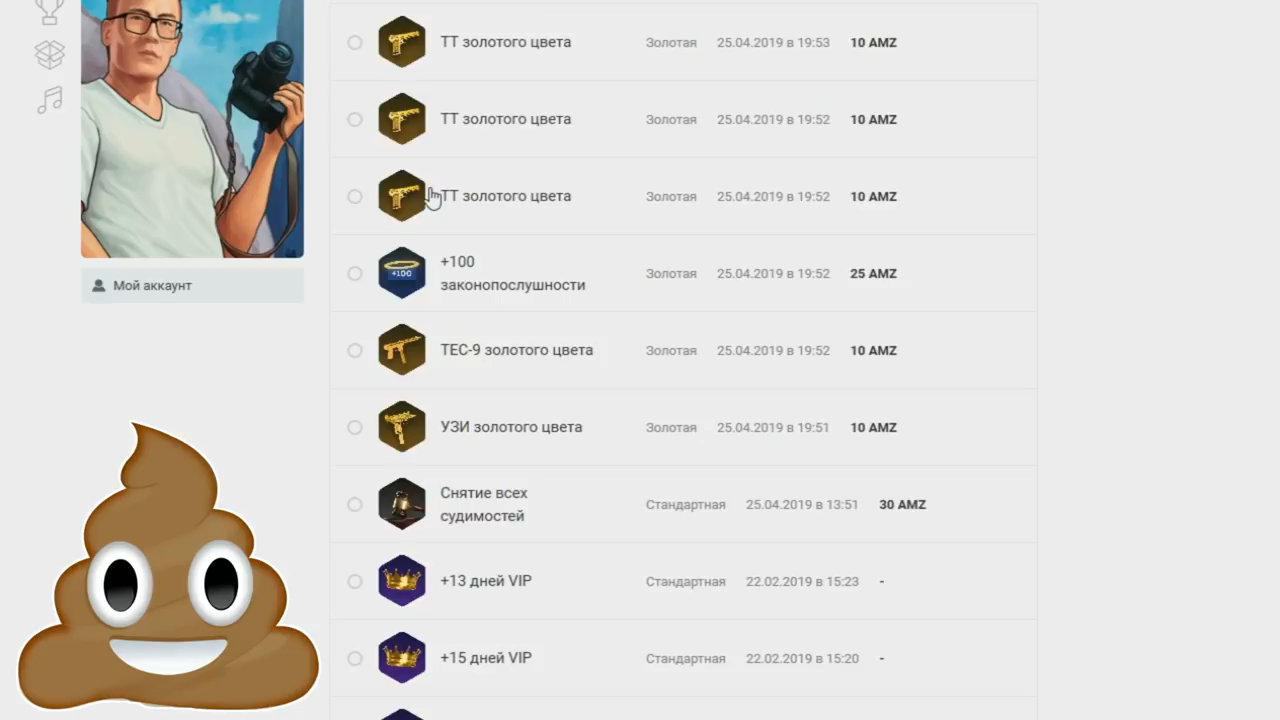 ТТ золотого цвета Золотая 25.04.2019 в 19:53 10 AMZ
ТТ золотого цвета Золотая 25.04.2019 в 19:52 10 AMZ
ТТ золотого цвета Золотая 25.04.2019 в 19:52 10 AMZ
+100
+100
законопослушности
Золотая 25.04.2019 в 19:52 25 AMZ
Мой аккаунт
ТЕС-9 золотого цвета Золотая 25.04.2019 в 19:52 10 AMZ
УЗИ золотого цвета Золотая 25.04.2019 в 19:51 10 AMZ
Снятие всех
судимостей
Стандартная 25.04.2019 в 13:51 30 AMZ
+13 дней VIP Стандартная 22.02.2019 в 15:23 -
+15 дней VIP Стандартная 22.02.2019 в 15:20 -